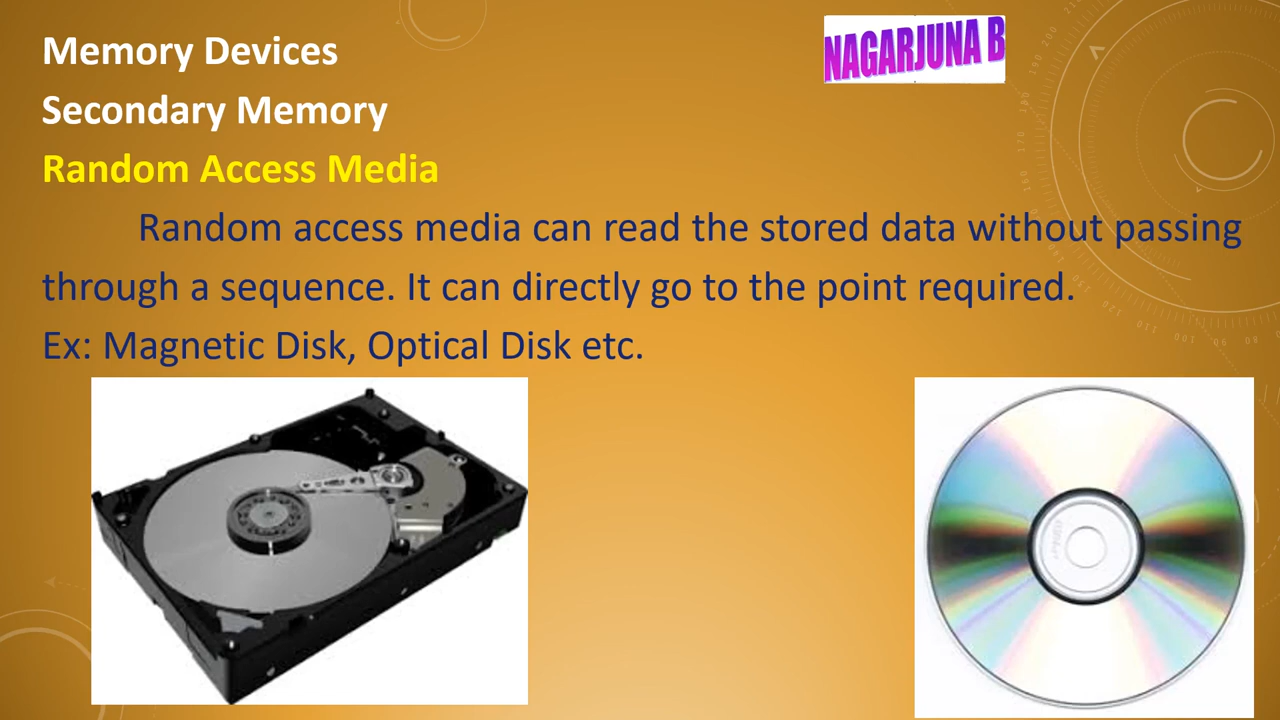 NAGARJUNA B
Memory Devices
Secondary Memory
Random Access Media
Random access media can read the stored data without passing
through a sequence. It can directly go to the point required.
Ex: Magnetic Disk, Optical Disk etc.